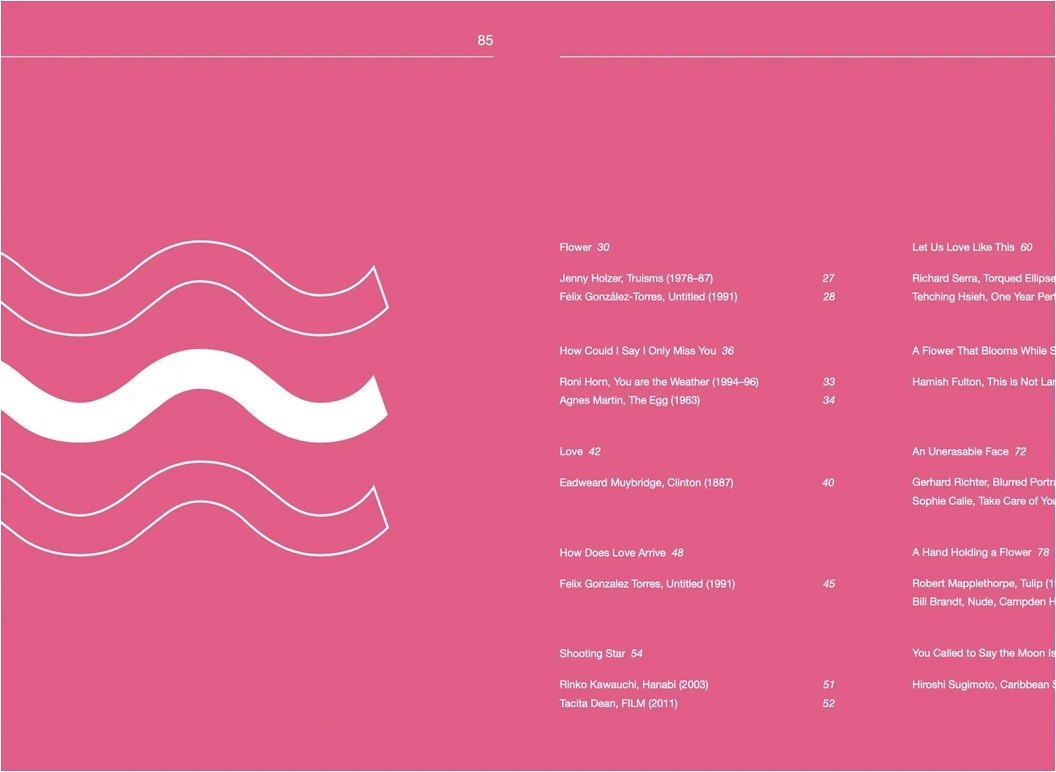 85
Flower 30
Jenny Holzer, Truisms (1978–87) 27
Felix González-Torres, Untitled (1991) 28
How Could I Say I Only Miss You 36
Roni Horn, You are the Weather (1994–96) 33
Agnes Martin, The Egg (1963) 34
Love 42
Eadweard Muybridge, Clinton (1887) 40
How Does Love Arrive 48
Felix Gonzalez Torres, Untitled (1991) 45
Shooting Star 54
Rinko Kawauchi, Hanabi (2003) 51
Tacita Dean, FILM (2011) 52
Let Us Love Like This 60
Richard Serra, Torqued Ellipse
Tehching Hsieh, One Year
A Flower That Blooms While
Hamish Fulton, This is Not
An Unerasable Face 72
Gerhard Richter, Blurred
Sophie Calle, Take Care of
A Hand Holding a Flower 78
Robert Mapplethorpe, Tulip
Bill Brandt, Nude, Campden
You Called to Say the Moon
Hiroshi Sugimoto, Caribbean